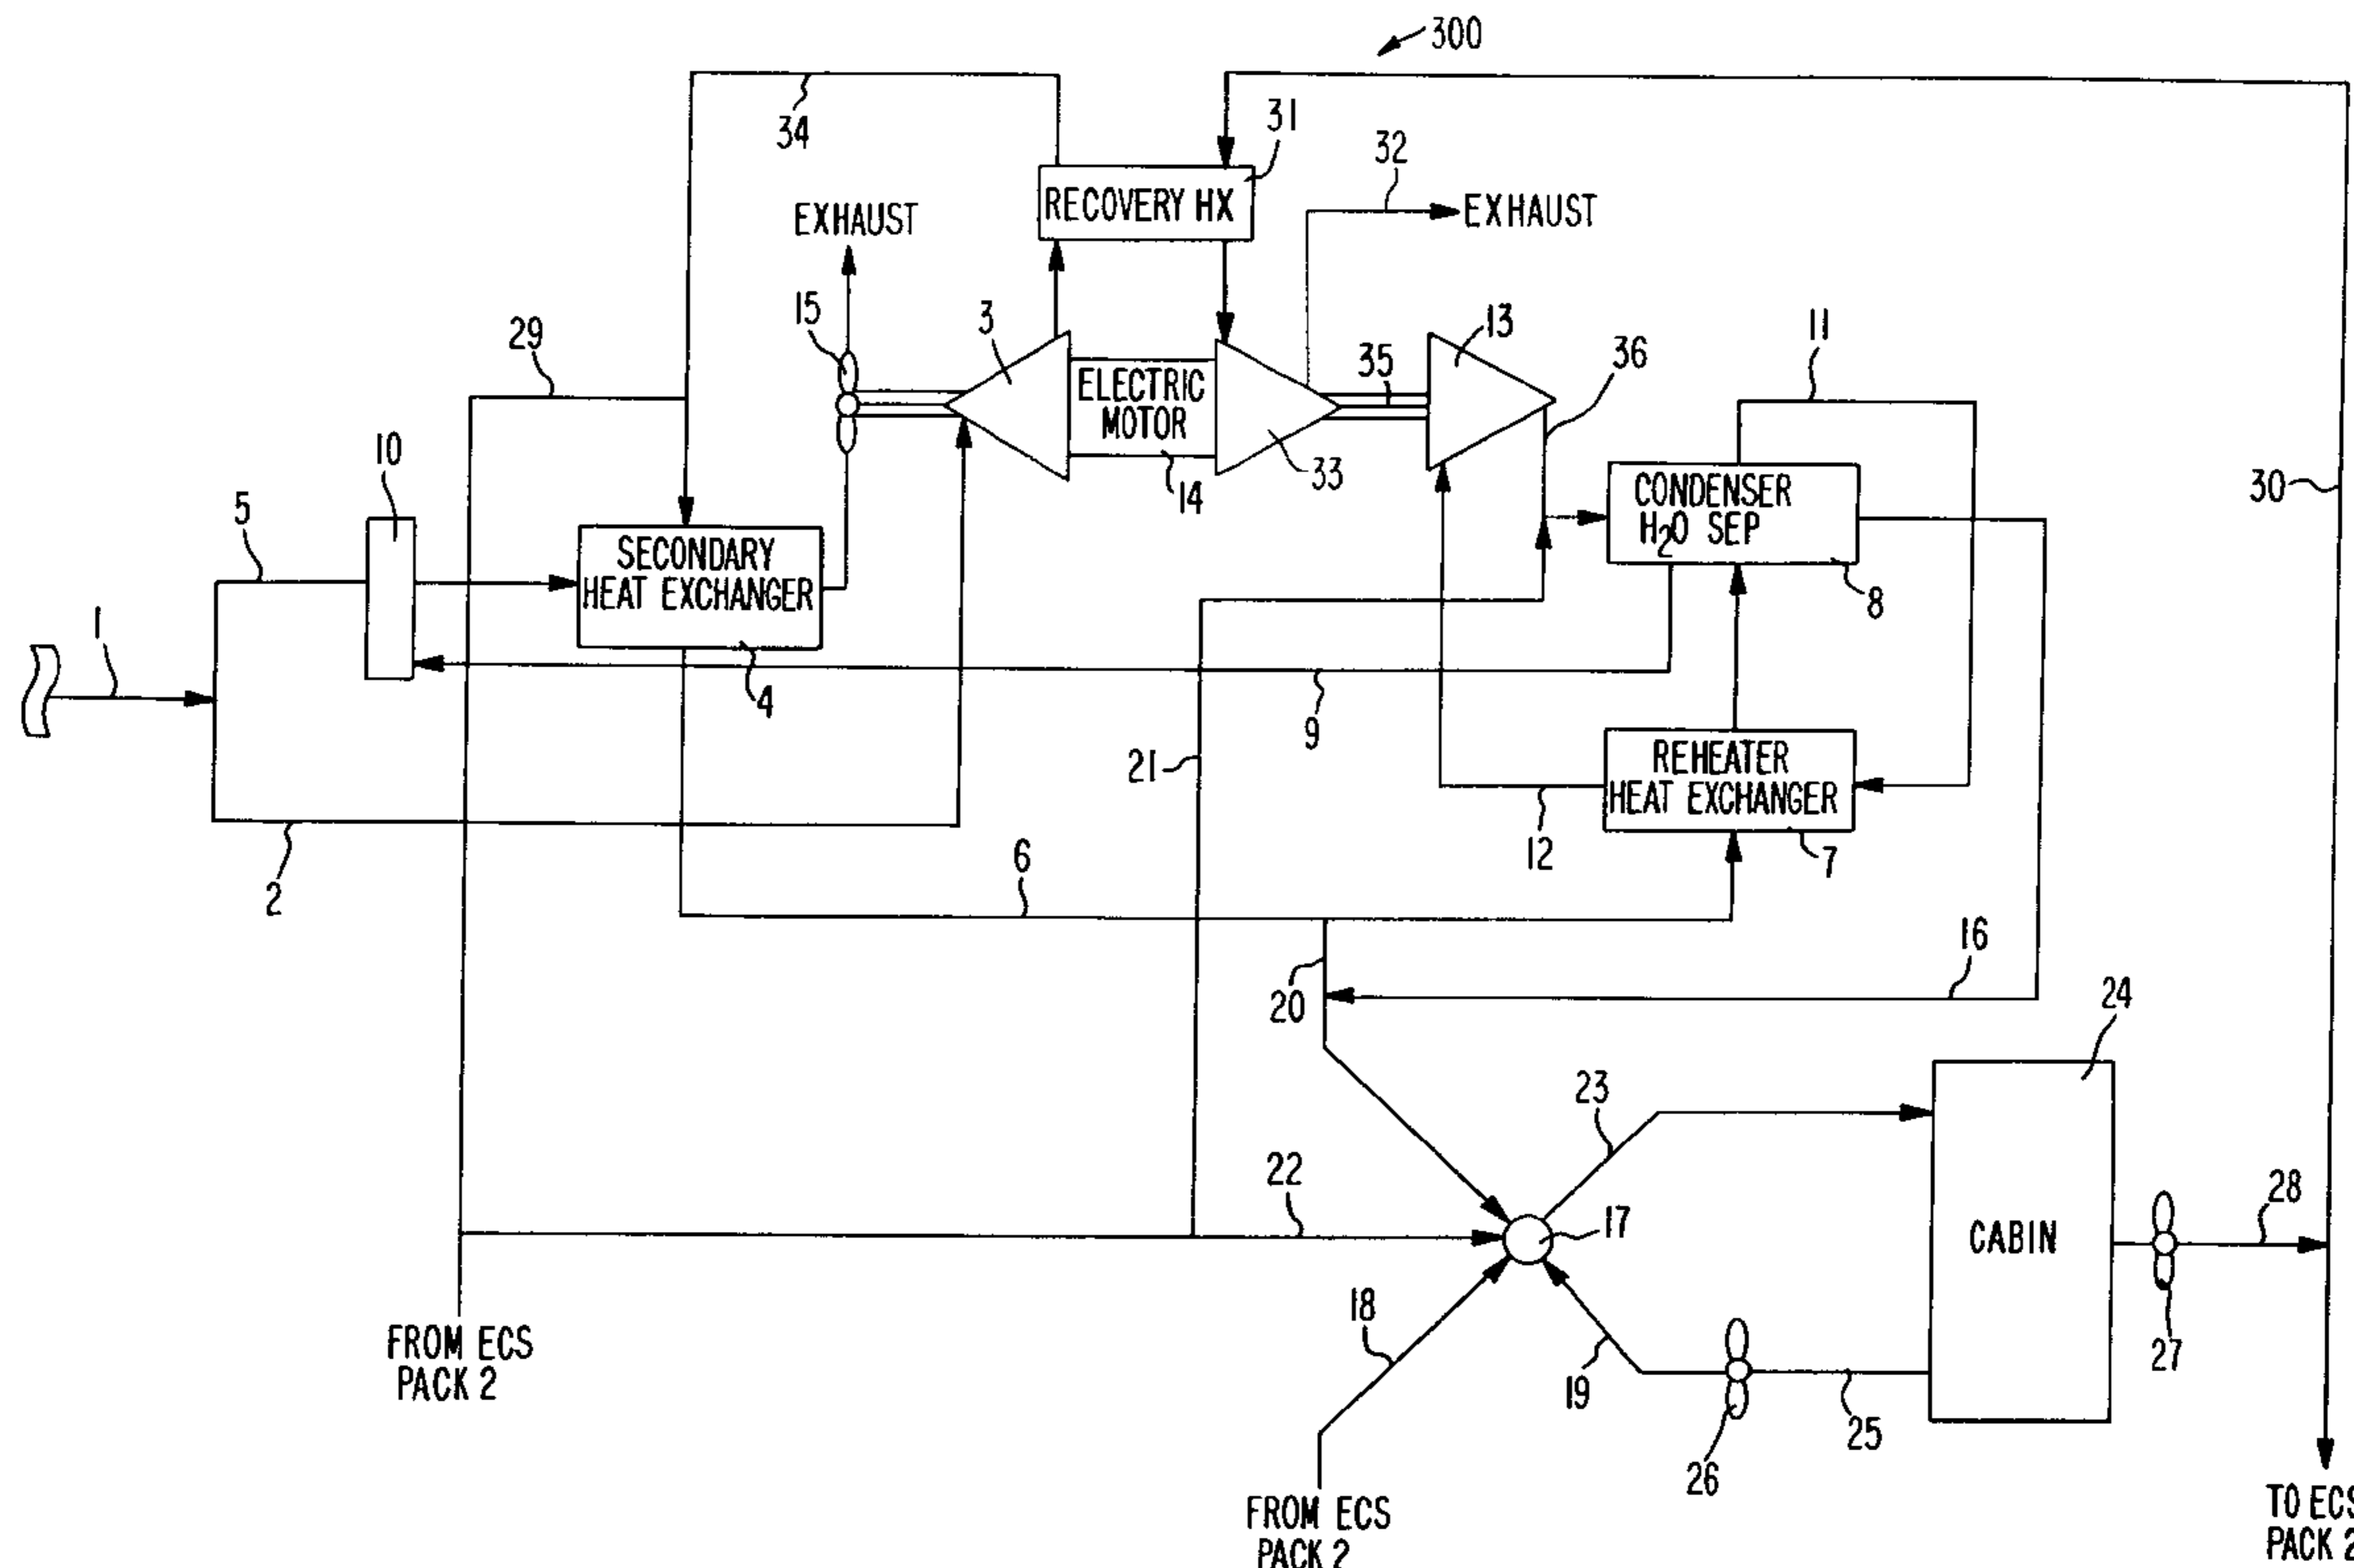 300
34
31
32
RECOVERY HX
EXHAUST
EXHAUST
15
3
13
11
29
35
36
ELECTRIC
MOTOR
10
33
14
30
5
CONDENSER
H2O SEP
SECONDARY
HEAT EXCHANGER
8
1
4
9
21
REHEATER
HEAT EXCHANGER
2
6
12
7
16
20
24
23
22
17
28
CABIN
18
19
27
FROM ECS
PACK 2
25
26
FROM ECS
PACK 2
TO ECS
PACK 2